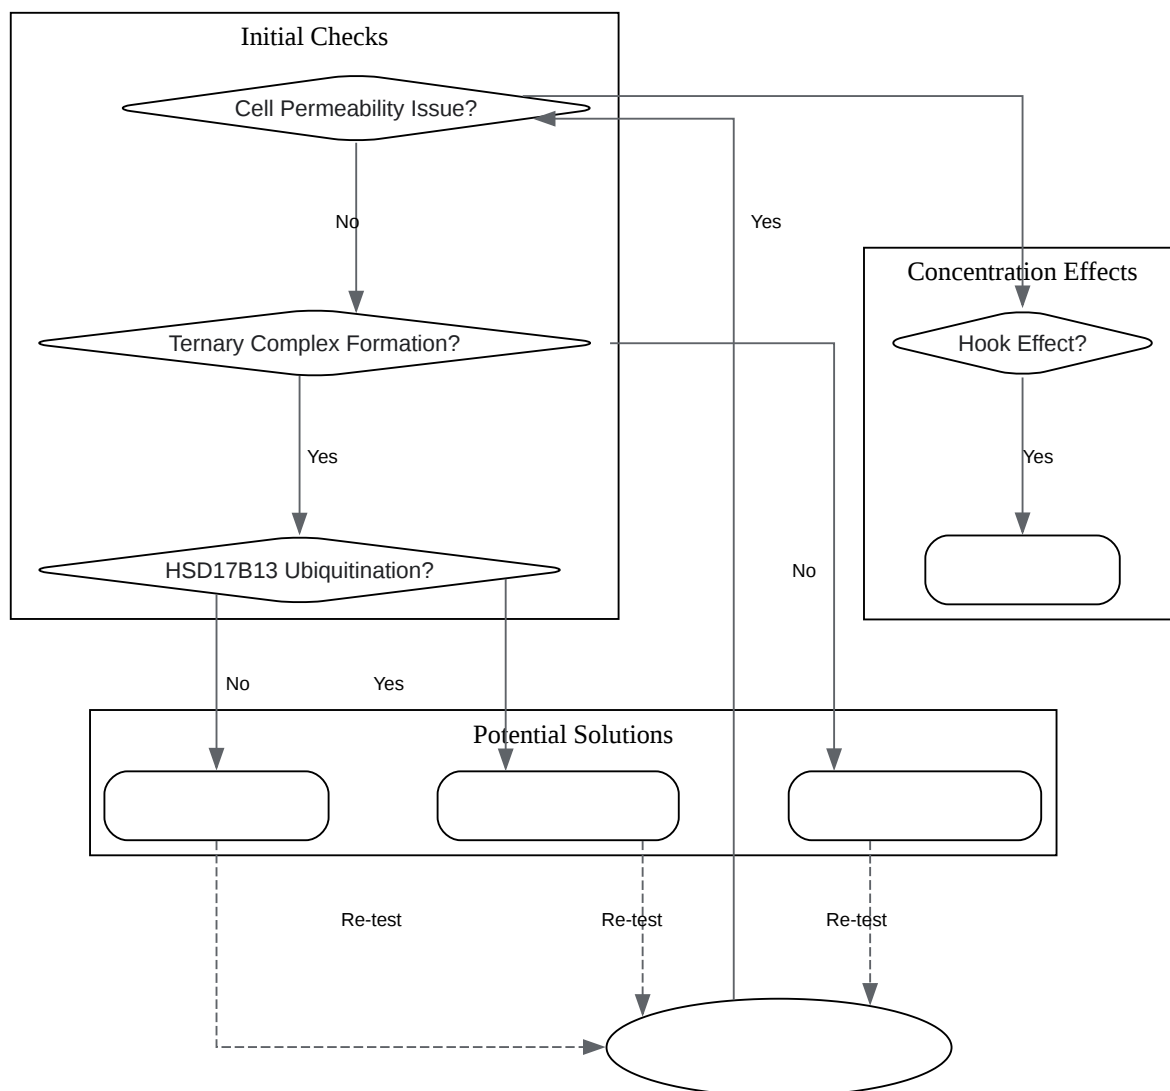 Initial Checks
Cell Permeability Issue?
No
Yes
Concentration Effects
Ternary Complex Formation?
Hook Effect?
Yes
Yes
HSD17B13 Ubiquitination?
No
No
Yes
Potential Solutions
Re-test
Re-test
Re-test